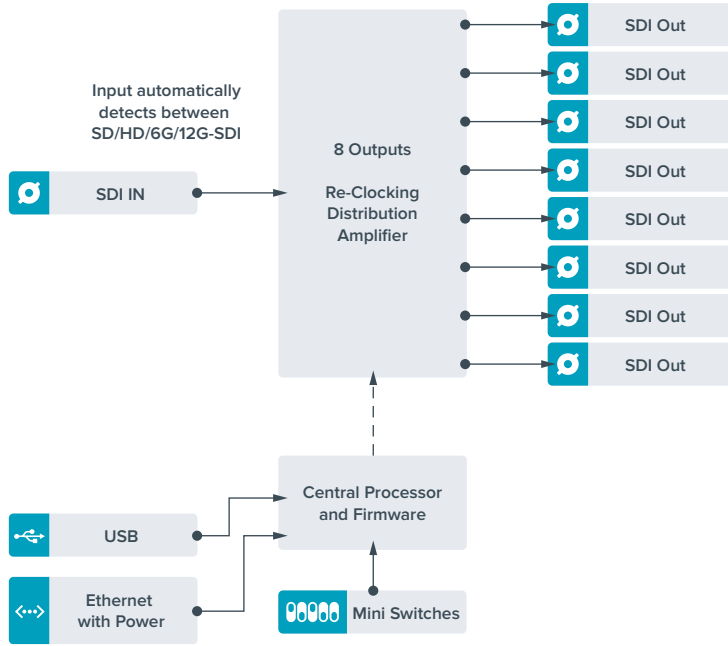 Input automatically
detects between
SD/HD/6G/12G-SDI
SDI IN
8 Outputs
Re-Clocking
Distribution
Amplifier
SDI Out
SDI Out
SDI Out
SDI Out
SDI Out
SDI Out
SDI Out
SDI Out
Central Processor
and Firmware
USB
Ethernet
with Power
Mini Switches